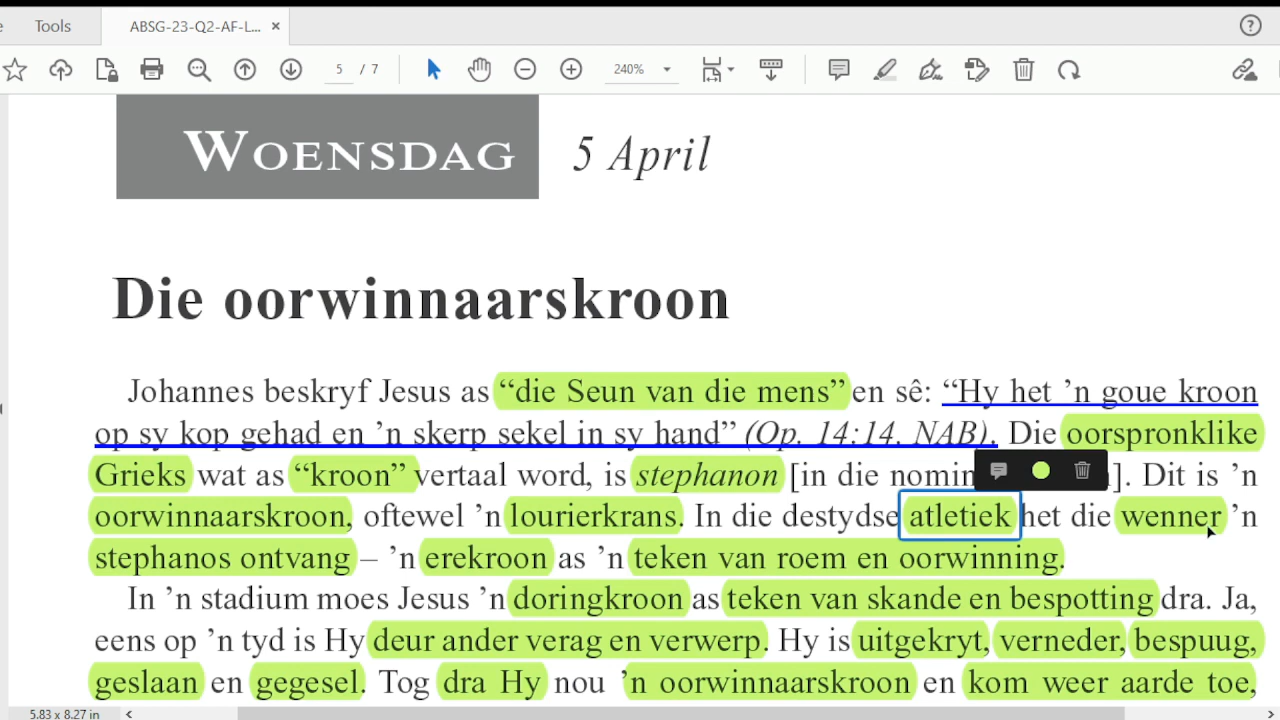 Tools
ABSG-23-Q2-AF-L... ×
5 / 7
240%
WOENSDAG 5 April
Die oorwinnaarskroon
Johannes beskryf Jesus as “die Seun van die mens” en sê: “Hy het ’n goue kroon
op sy kop gehad en ’n skerp sekel in sy hand” (Op. 14:14. NAB). Die oorspronklike
Grieks wat as “kroon” vertaal word, is stephanon [in die ]. Dit is ’n
oorwinnaarskroon, oftewel ’n lourierkrans. In die destydse atletiek het die wenner ’n
stephanos ontvang – ’n erekroon as ’n teken van roem en oorwinning.
In ’n stadium moes Jesus ’n doringkroon as teken van skande en bespotting dra. Ja,
eens op ’n tyd is Hy deur ander verag en verwerp. Hy is uitgekryt, verneder, bespuug,
geslaan en gegesel. Tog dra Hy nou ’n oorwinnaarskroon en kom weer aarde toe,
5.83 x 8.27 in